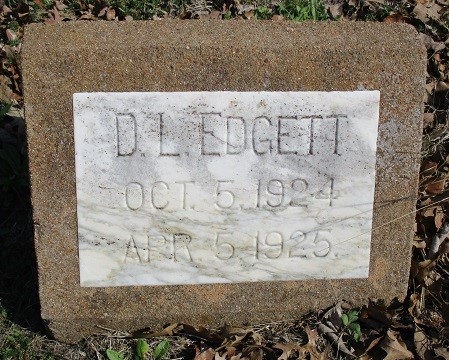 D. L. EDGETT
OCT. 5, 1924
APR. 5, 1925.